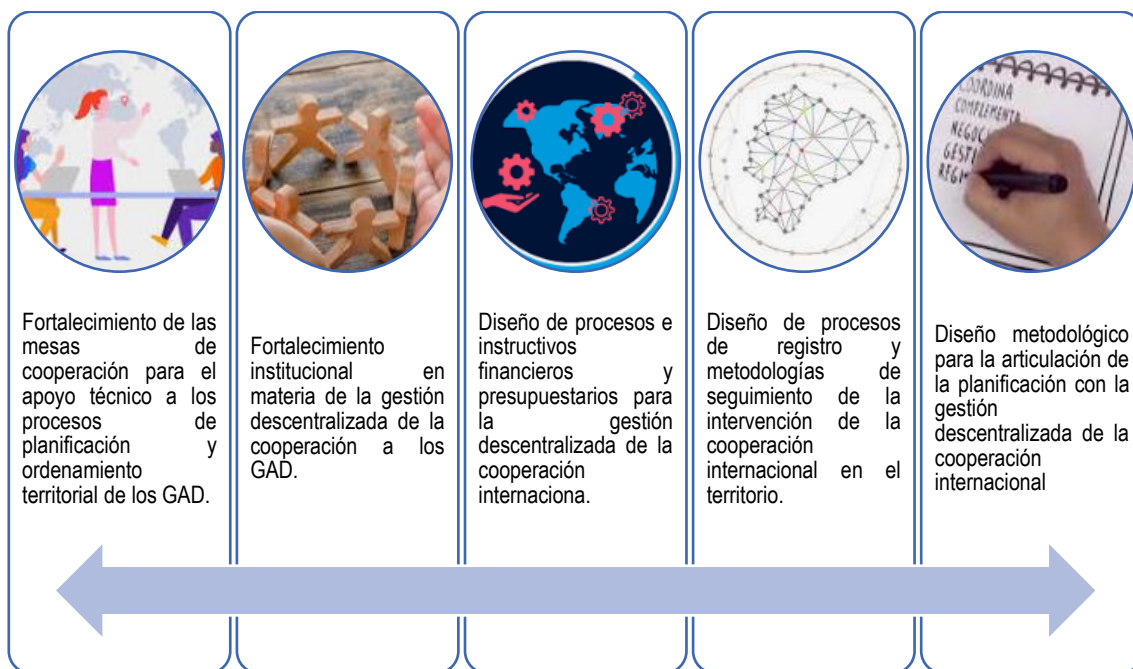 COORDINA
COMPLEMENTA
Fortalecimiento de las
mesas de
cooperación para el
apoyo técnico a los
procesos de
planificación y
ordenamiento
territorial de los GAD.
Fortalecimiento
institucional en
materia de la gestión
descentralizada de la
cooperación a los
GAD.
Diseño de procesos e
instructivos
financieros y
presupuestarios para
la gestión
descentralizada de la
cooperación
internaciona.
Diseño de procesos
de registro y
metodologías de
seguimiento de la
intervención de la
cooperación
internacional en el
territorio.
Diseño metodológico
para la articulación de
la planificación con la
gestión
descentralizada de la
cooperación
internacional